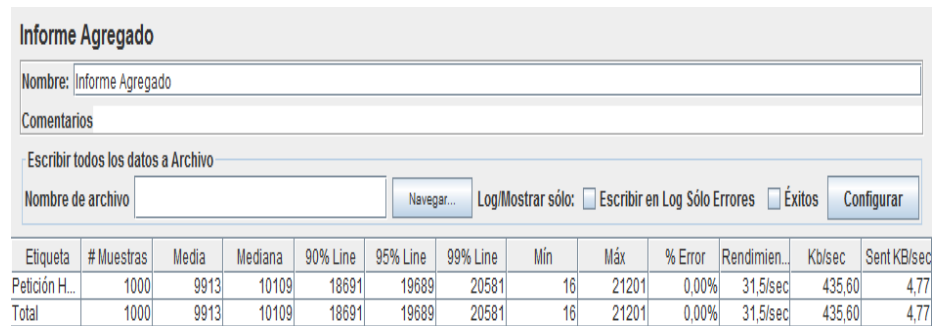 Informe Agregado
Nombre: Informe Agregado
Comentarios
Escribir todos los datos a Archivo
Nombre de archivo Navegar... Log/Mostrar sólo: Escribir en Log Sólo Errores Éxitos Configurar
Etiqueta # Muestras Media Mediana 90% Line 95% Line 99% Line Mín Máx % Error Rendimien... Kb/sec Sent KB/sec
Petición H... 1000 9913 10109 18691 19689 20581 16 21201 0,00% 31,5/sec 435,60 4,77
Total 1000 9913 10109 18691 19689 20581 16 21201 0,00% 31,5/sec 435,60 4,77